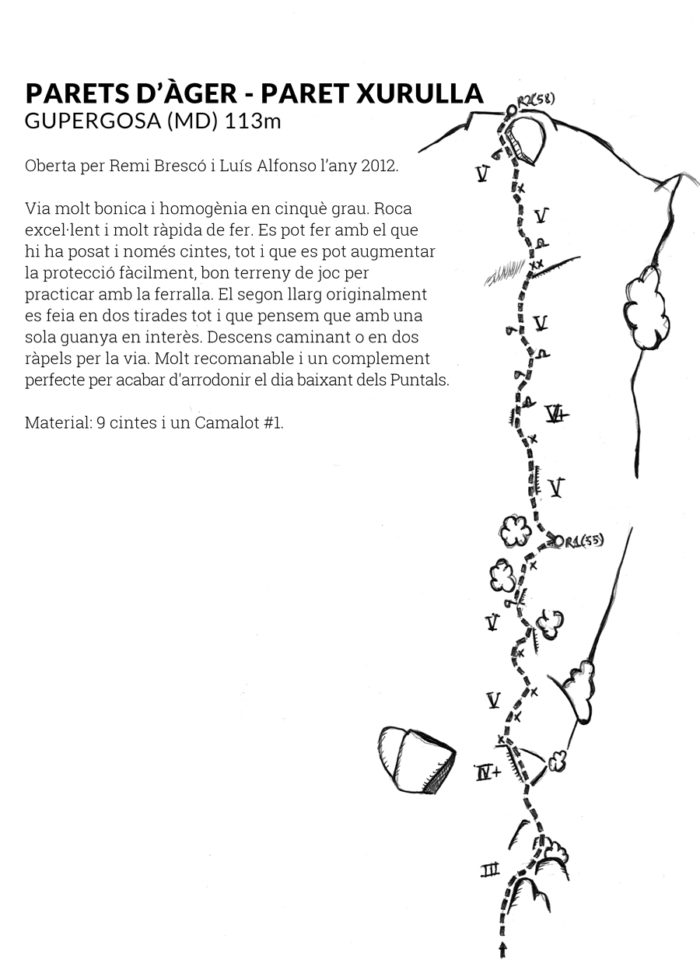 PARETS D'ÀGER - PARET XURULLA
GUPERGOSA (MD) 113m
Oberta per Remi Brescó i Luís Alfonso l'any 2012.
Via molt bonica i homogènia en cinquè grau. Roca
excel·lent i molt ràpida de fer. Es pot fer amb el que
hi ha posat i només cintes, tot i que es pot augmentar
la protecció fàcilment, bon terreny de joc per
practicar amb la ferralla. El segon llarg originalment
es feia en dos tirades tot i que pensem que amb una
sola guanya en interès. Descens caminant o en dos
ràpels per la via. Molt recomanable i un complement
perfecte per acabar d'arrodonir el dia baixant dels Puntals.
Material: 9 cintes i un Camalot #1.
R2(58)
V
V
V
V+
V
R1(55)
V
V
IV+
III